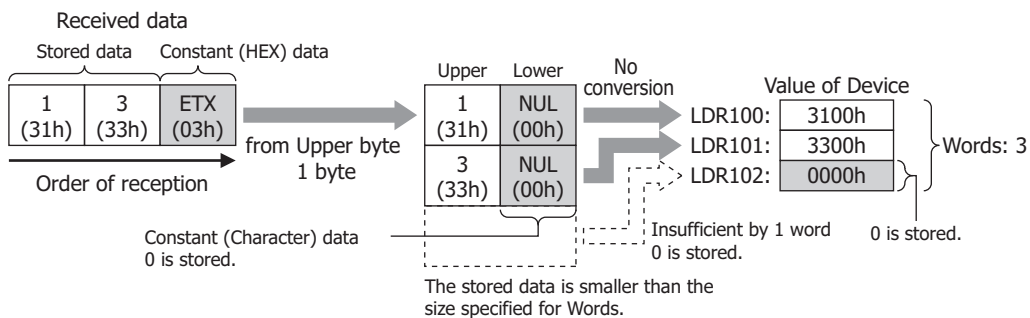 Received data
Stored data Constant (HEX) data
1 3 ETX
(31h) (33h) (03h)
Order of reception
from Upper byte
1 byte
Upper Lower
1 NUL
(31h) (00h)
3 NUL
(33h) (00h)
Constant (Character) data
0 is stored.
The stored data is smaller than the
size specified for Words.
No
conversion
Value of Device
LDR100: 3100h
LDR101: 3300h
LDR102: 0000h
Words: 3
Insufficient by 1 word
0 is stored.
0 is stored.